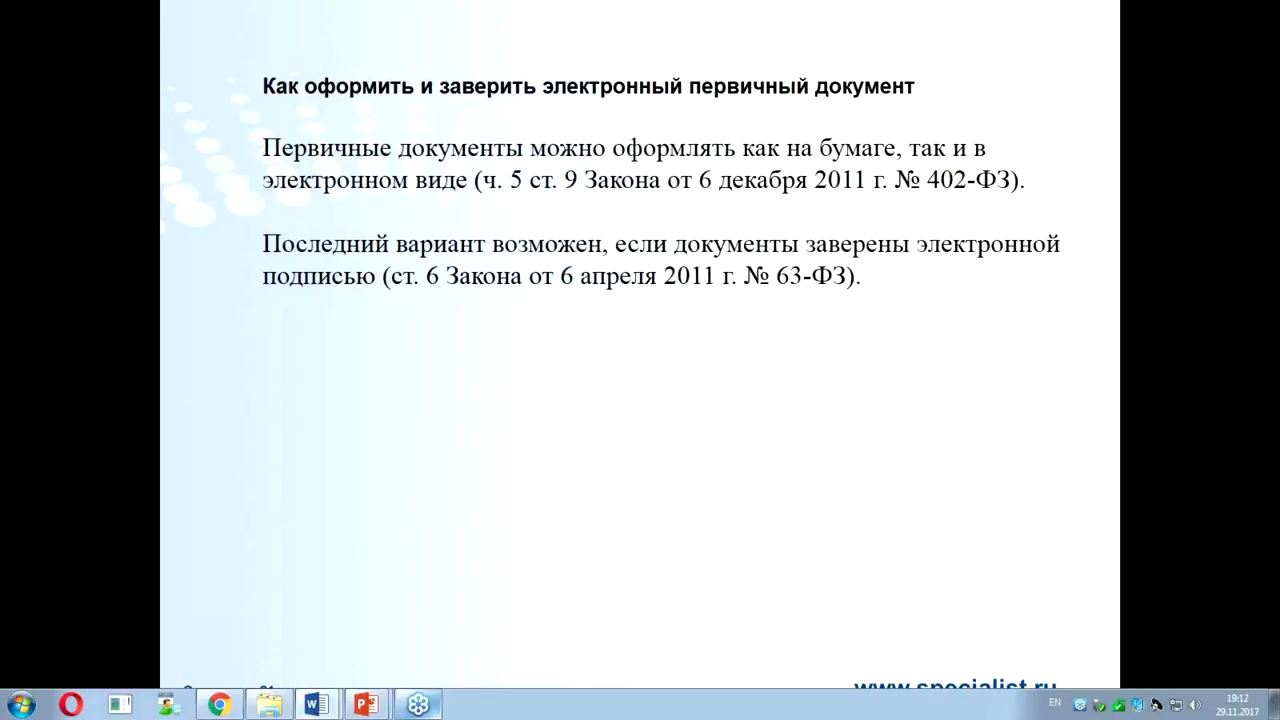 Как оформить и заверить электронный первичный документ
Первичные документы можно оформлять как на бумаге, так и в
электронном виде (ч. 5 ст. 9 Закона от 6 декабря 2011 г. № 402-ФЗ).
Последний вариант возможен, если документы заверены электронной
подписью (ст. 6 Закона от 6 апреля 2011 г. № 63-ФЗ).
www.specialist.ru
EN
19:12
29.11.2017